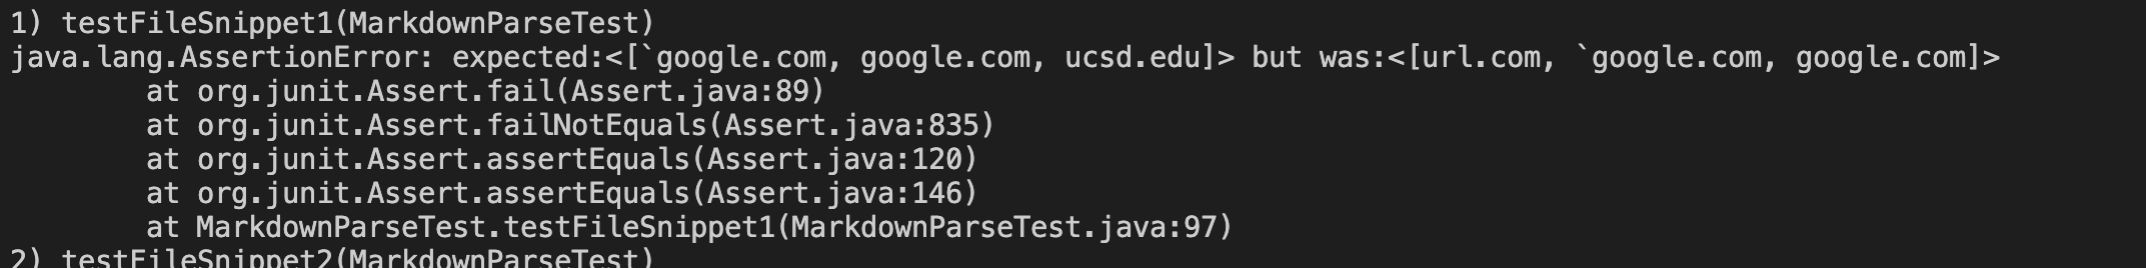 1) testFileSnippet1(MarkdownParseTest)
java.lang.AssertionError: expected:<[`google.com, google.com, ucsd.edu]> but was:<[url.com, `google.com, google.com]>
at org.junit.Assert.fail(Assert.java:89)
at org.junit.Assert.failNotEquals(Assert.java:835)
at org.junit.Assert.assertEquals(Assert.java:120)
at org.junit.Assert.assertEquals(Assert.java:146)
at MarkdownParseTest.testFileSnippet1(MarkdownParseTest.java:97)
2) testFileSnippet2(MarkdownParseTest)